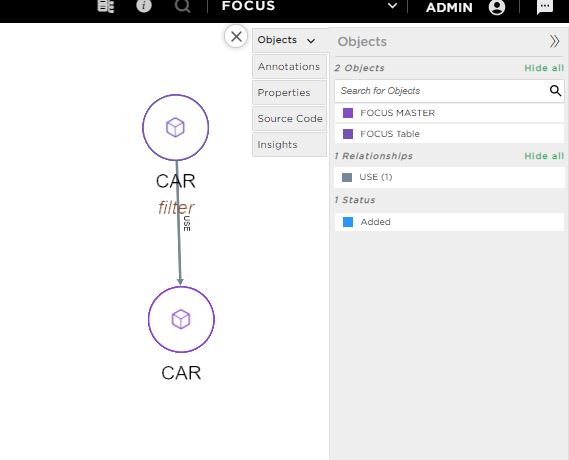 FOCUS
ADMIN
Objects
Annotations
Properties
Source Code
Insights
Objects
2 Objects
Hide all
Search for Objects
FOCUS MASTER
FOCUS Table
1 Relationships
Hide all
USE (1)
1 Status
Added
CAR
filter
USE
CAR